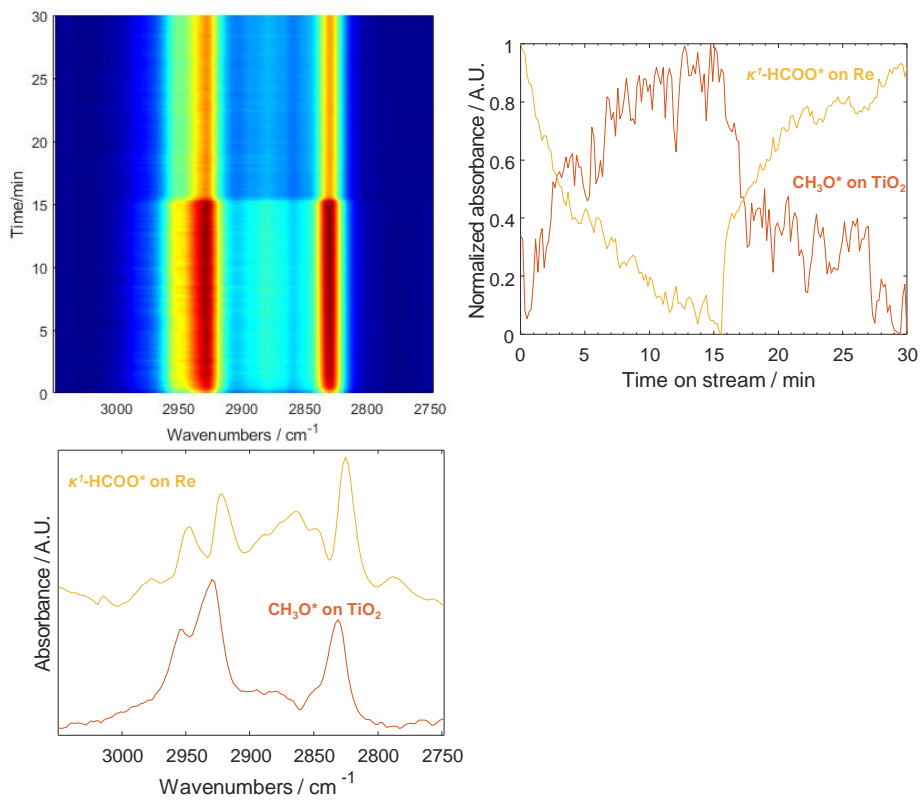 30
25
20
15
10
5
0
Time/min
3000 2950 2900 2850 2800 2750
Wavenumbers / cm⁻¹
1
0.8
0.6
0.4
0.2
0
Normalized absorbance / A.U.
κ¹-HCOO* on Re
CH₃O* on TiO₂
0 5 10 15 20 25 30
Time on stream / min
Absorbance / A.U.
κ¹-HCOO* on Re
CH₃O* on TiO₂
3000 2950 2900 2850 2800 2750
Wavenumbers / cm⁻¹